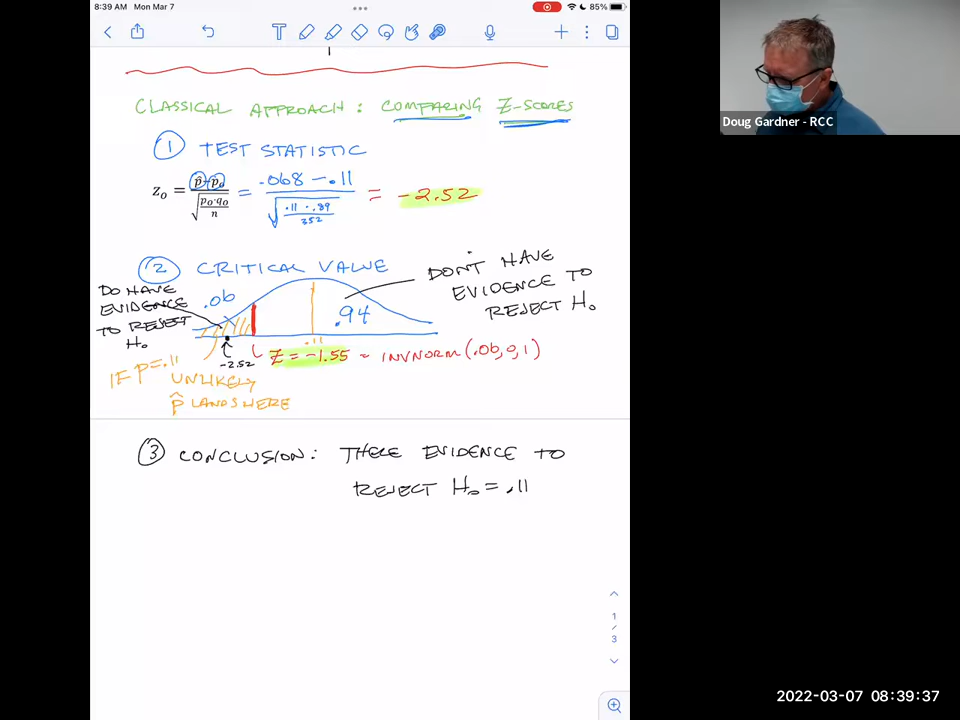 8:39 AM Mon Mar 7
85%
CLASSICAL APPROACH: COMPARING Z-SCORES
① TEST STATISTIC
z₀ = (p̂ - p₀) / √(p₀·q₀ / n) = (.068 - .11) / √(.11 · .89 / 352) = -2.52
② CRITICAL VALUE
DO HAVE
EVIDENCE
TO REJECT
H₀
.06
.94
DON'T HAVE
EVIDENCE TO
REJECT H₀
.11
-2.52
Z = -1.55 = INVNORM(.06,0,1)
IF P=.11
UNLIKELY
p̂ LANDS HERE
③ CONCLUSION: THERE EVIDENCE TO
REJECT H₀ = .11
1
/
3
Doug Gardner - RCC
2022-03-07 08:39:37